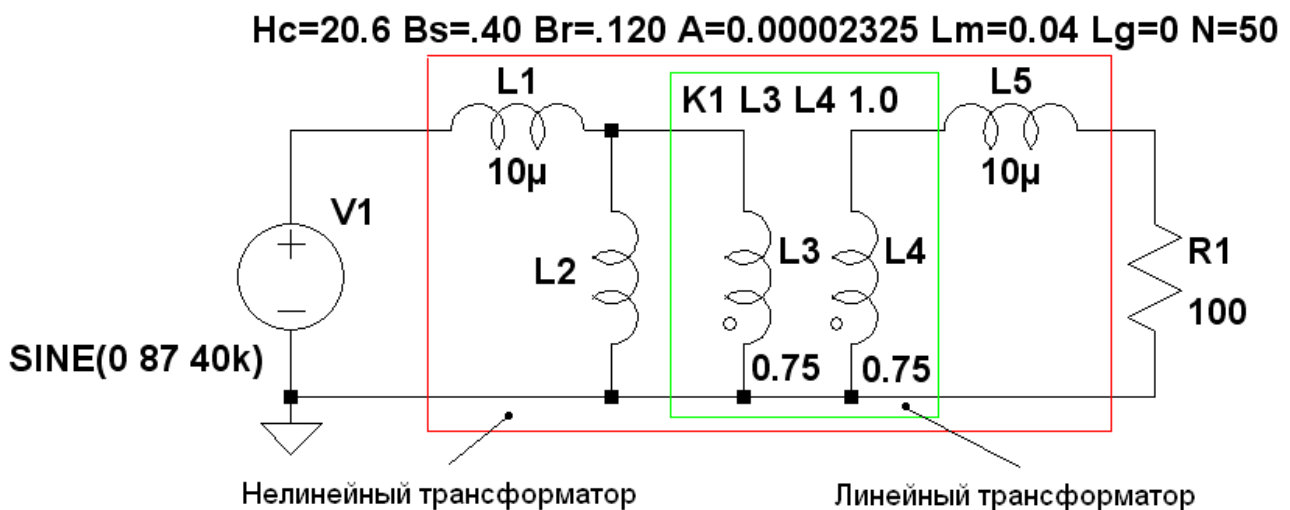 Hc=20.6 Bs=.40 Br=.120 A=0.00002325 Lm=0.04 Lg=0 N=50
L1
K1 L3 L4 1.0
L5
10µ
10µ
V1
L2
L3
L4
R1
100
SINE(0 87 40k)
0.75
0.75
Нелинейный трансформатор
Линейный трансформатор